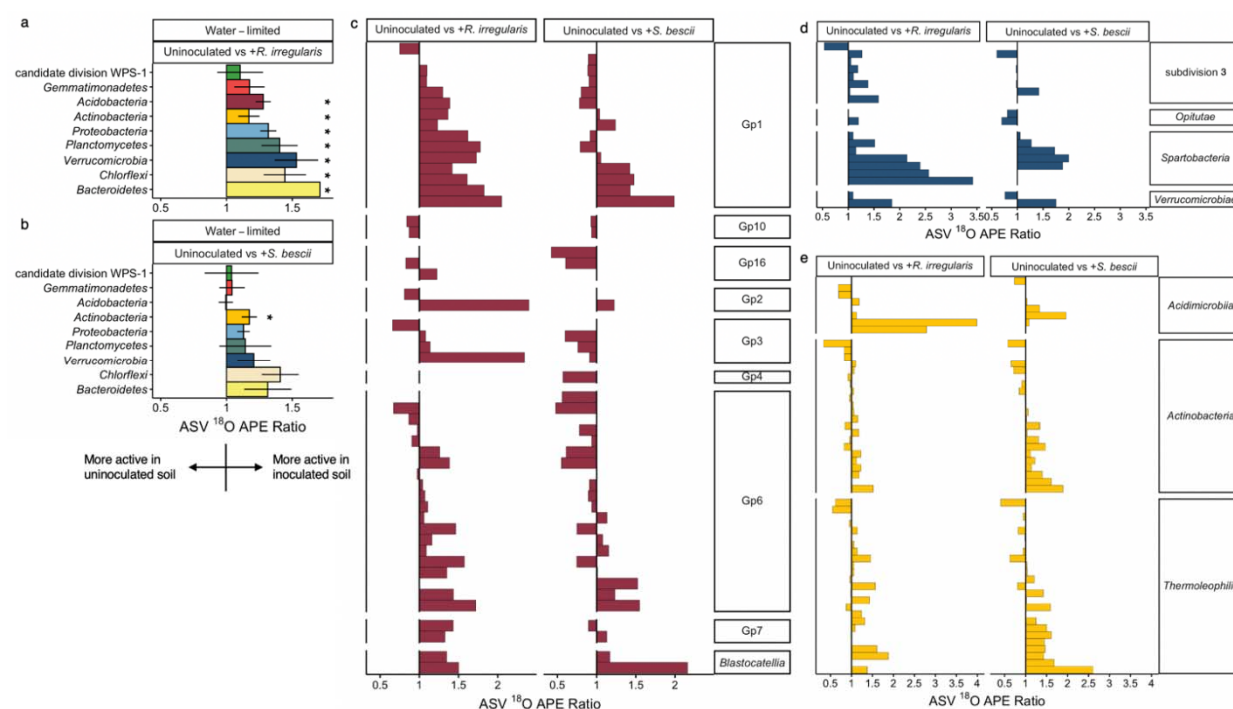 a
Water – limited
Uninoculated vs +R. irregularis
candidate division WPS-1
Gemmatimonadetes
Acidobacteria *
Actinobacteria *
Proteobacteria *
Planctomycetes *
Verrucomicrobia *
Chlorflexi *
Bacteroidetes *
0.5 1 1.5
b
Water – limited
Uninoculated vs +S. bescii
candidate division WPS-1
Gemmatimonadetes
Acidobacteria
Actinobacteria *
Proteobacteria
Planctomycetes
Verrucomicrobia
Chlorflexi
Bacteroidetes
0.5 1 1.5
ASV ¹⁸O APE Ratio
More active in uninoculated soil
More active in inoculated soil
c
Uninoculated vs +R. irregularis
Uninoculated vs +S. bescii
Gp1
Gp10
Gp16
Gp2
Gp3
Gp4
Gp6
Gp7
Blastocatellia
0.5 1 1.5 2
0.5 1 1.5 2
ASV ¹⁸O APE Ratio
d
Uninoculated vs +R. irregularis
Uninoculated vs +S. bescii
subdivision 3
Opitutae
Spartobacteria
Verrucomicrobiae
0.5 1 1.5 2.0 2.5 3.0 3.5
0.5 1 1.5 2.0 2.5 3.0 3.5
ASV ¹⁸O APE Ratio
e
Uninoculated vs +R. irregularis
Uninoculated vs +S. bescii
Acidimicrobiia
Actinobacteria
Thermoleophili
0.5 1 1.5 2 2.5 3 3.5 4
0.5 1 1.5 2 2.5 3 3.5 4
ASV ¹⁸O APE Ratio